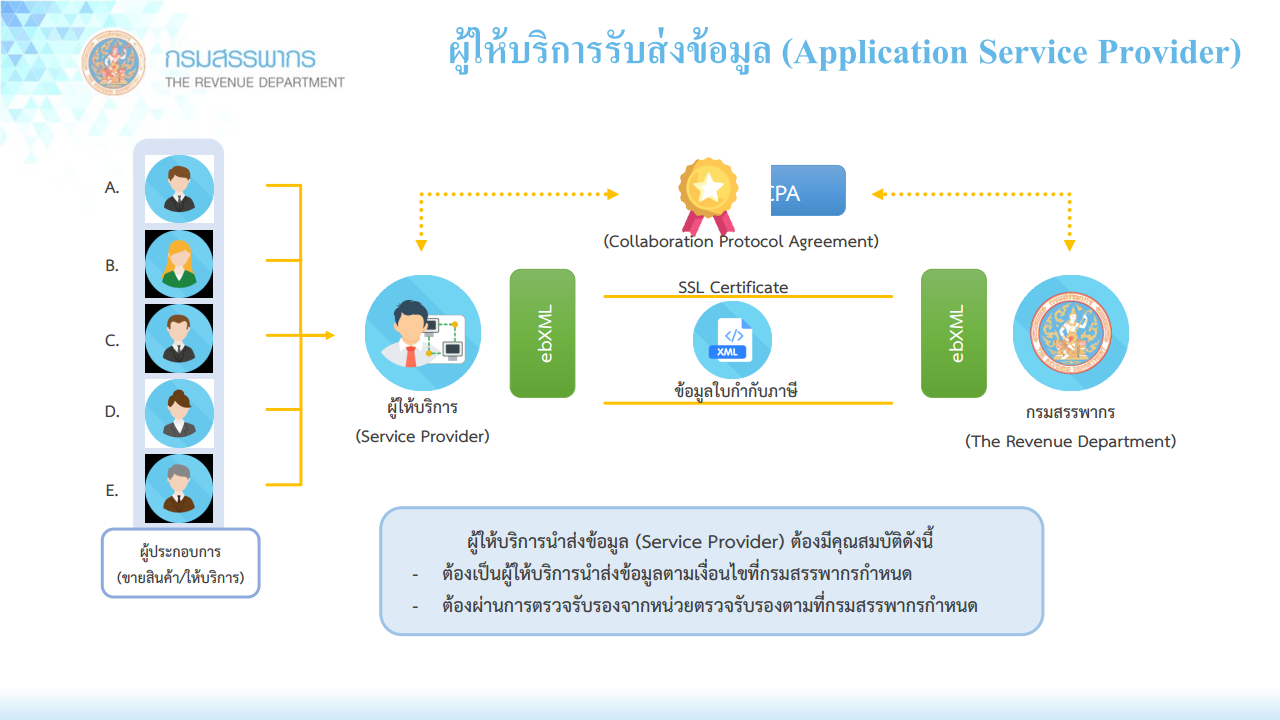 กรมสรรพากร
THE REVENUE DEPARTMENT
ผู้ให้บริการรับส่งข้อมูล (Application Service Provider)
A.
B.
C.
D.
E.
ผู้ประกอบการ
(ขายสินค้า/ให้บริการ)
ผู้ให้บริการ
(Service Provider)
ebXML
CPA
(Collaboration Protocol Agreement)
SSL Certificate
XML
ข้อมูลใบกำกับภาษี
ebXML
กรมสรรพากร
(The Revenue Department)
ผู้ให้บริการนำส่งข้อมูล (Service Provider) ต้องมีคุณสมบัติดังนี้
- ต้องเป็นผู้ให้บริการนำส่งข้อมูลตามเงื่อนไขที่กรมสรรพากรกำหนด
- ต้องผ่านการตรวจรับรองจากหน่วยตรวจรับรองตามที่กรมสรรพากรกำหนด